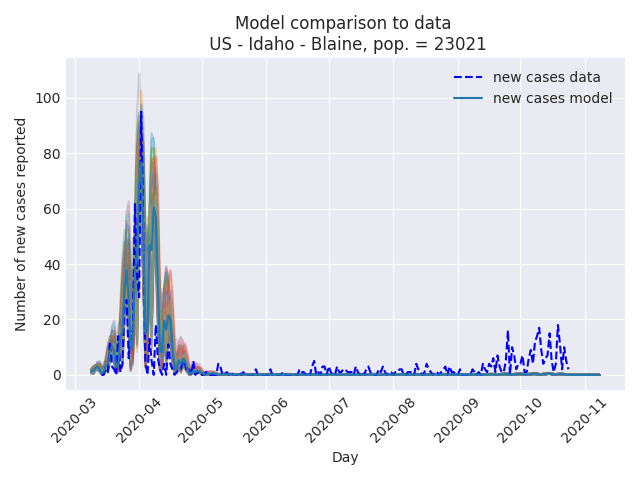 Model comparison to data
US - Idaho - Blaine, pop. = 23021
new cases data
new cases model
Number of new cases reported
100
80
60
40
20
0
2020-03
2020-04
2020-05
2020-06
2020-07
2020-08
2020-09
2020-10
2020-11
Day